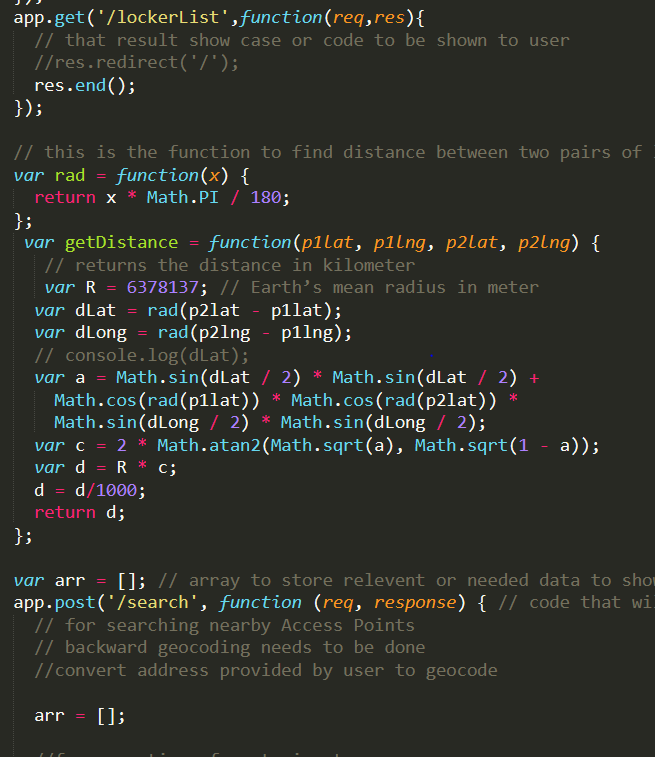 });
app.get('/lockerList',function(req,res){
// that result show case or code to be shown to user
//res.redirect('/');
res.end();
});
// this is the function to find distance between two pairs of
var rad = function(x) {
return x * Math.PI / 180;
};
var getDistance = function(p1lat, p1lng, p2lat, p2lng) {
// returns the distance in kilometer
var R = 6378137; // Earth’s mean radius in meter
var dLat = rad(p2lat - p1lat);
var dLong = rad(p2lng - p1lng);
// console.log(dLat);
var a = Math.sin(dLat / 2) * Math.sin(dLat / 2) +
Math.cos(rad(p1lat)) * Math.cos(rad(p2lat)) *
Math.sin(dLong / 2) * Math.sin(dLong / 2);
var c = 2 * Math.atan2(Math.sqrt(a), Math.sqrt(1 - a));
var d = R * c;
d = d/1000;
return d;
};
var arr = []; // array to store relevent or needed data to sho
app.post('/search', function (req, response) { // code that wi
// for searching nearby Access Points
// backward geocoding needs to be done
//convert address provided by user to geocode
arr = [];